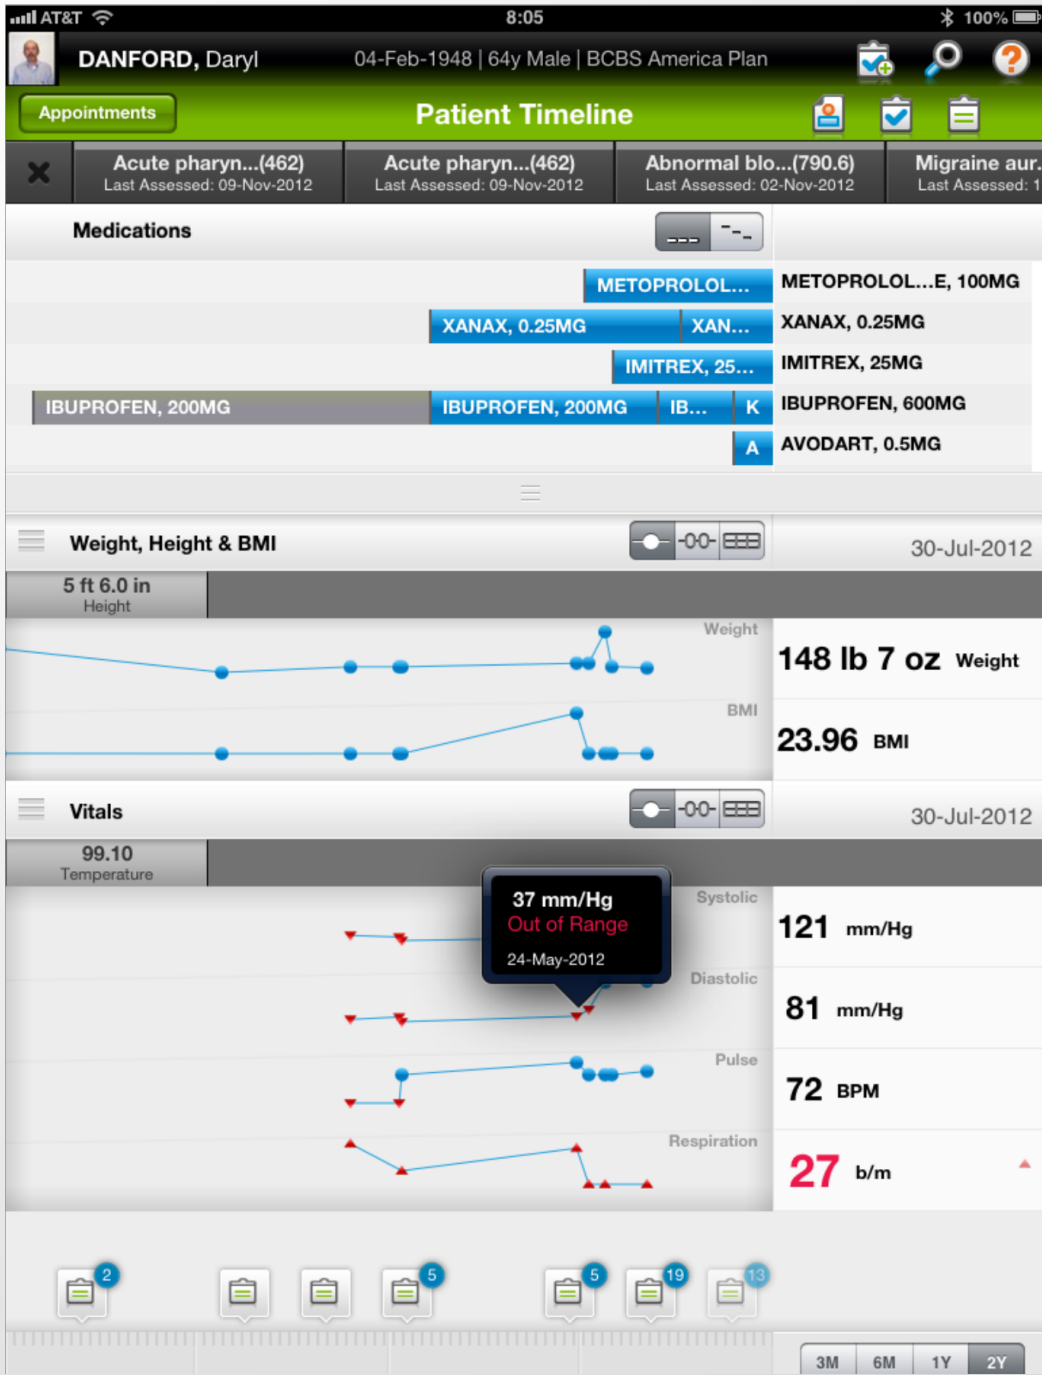 AT&T 8:05 100%
DANFORD, Daryl 04-Feb-1948 | 64y Male | BCBS America Plan
?
Appointments Patient Timeline
Acute pharyn...(462) Acute pharyn...(462) Abnormal blo...(790.6) Migraine aur.
Last Assessed: 09-Nov-2012 Last Assessed: 09-Nov-2012 Last Assessed: 02-Nov-2012 Last Assessed: 1
Medications
METOPROLOL... METOPROLOL...E, 100MG
XANAX, 0.25MG XAN... XANAX, 0.25MG
IMITREX, 25... IMITREX, 25MG
IBUPROFEN, 200MG IBUPROFEN, 200MG IB... K IBUPROFEN, 600MG
A AVODART, 0.5MG
Weight, Height & BMI 30-Jul-2012
5 ft 6.0 in
Height
Weight
148 lb 7 oz Weight
BMI
23.96 BMI
Vitals 30-Jul-2012
99.10
Temperature
37 mm/Hg
Out of Range
24-May-2012
Systolic
121 mm/Hg
Diastolic
81 mm/Hg
Pulse
72 BPM
Respiration
27 b/m
2 5 5 19 13
3M 6M 1Y 2Y